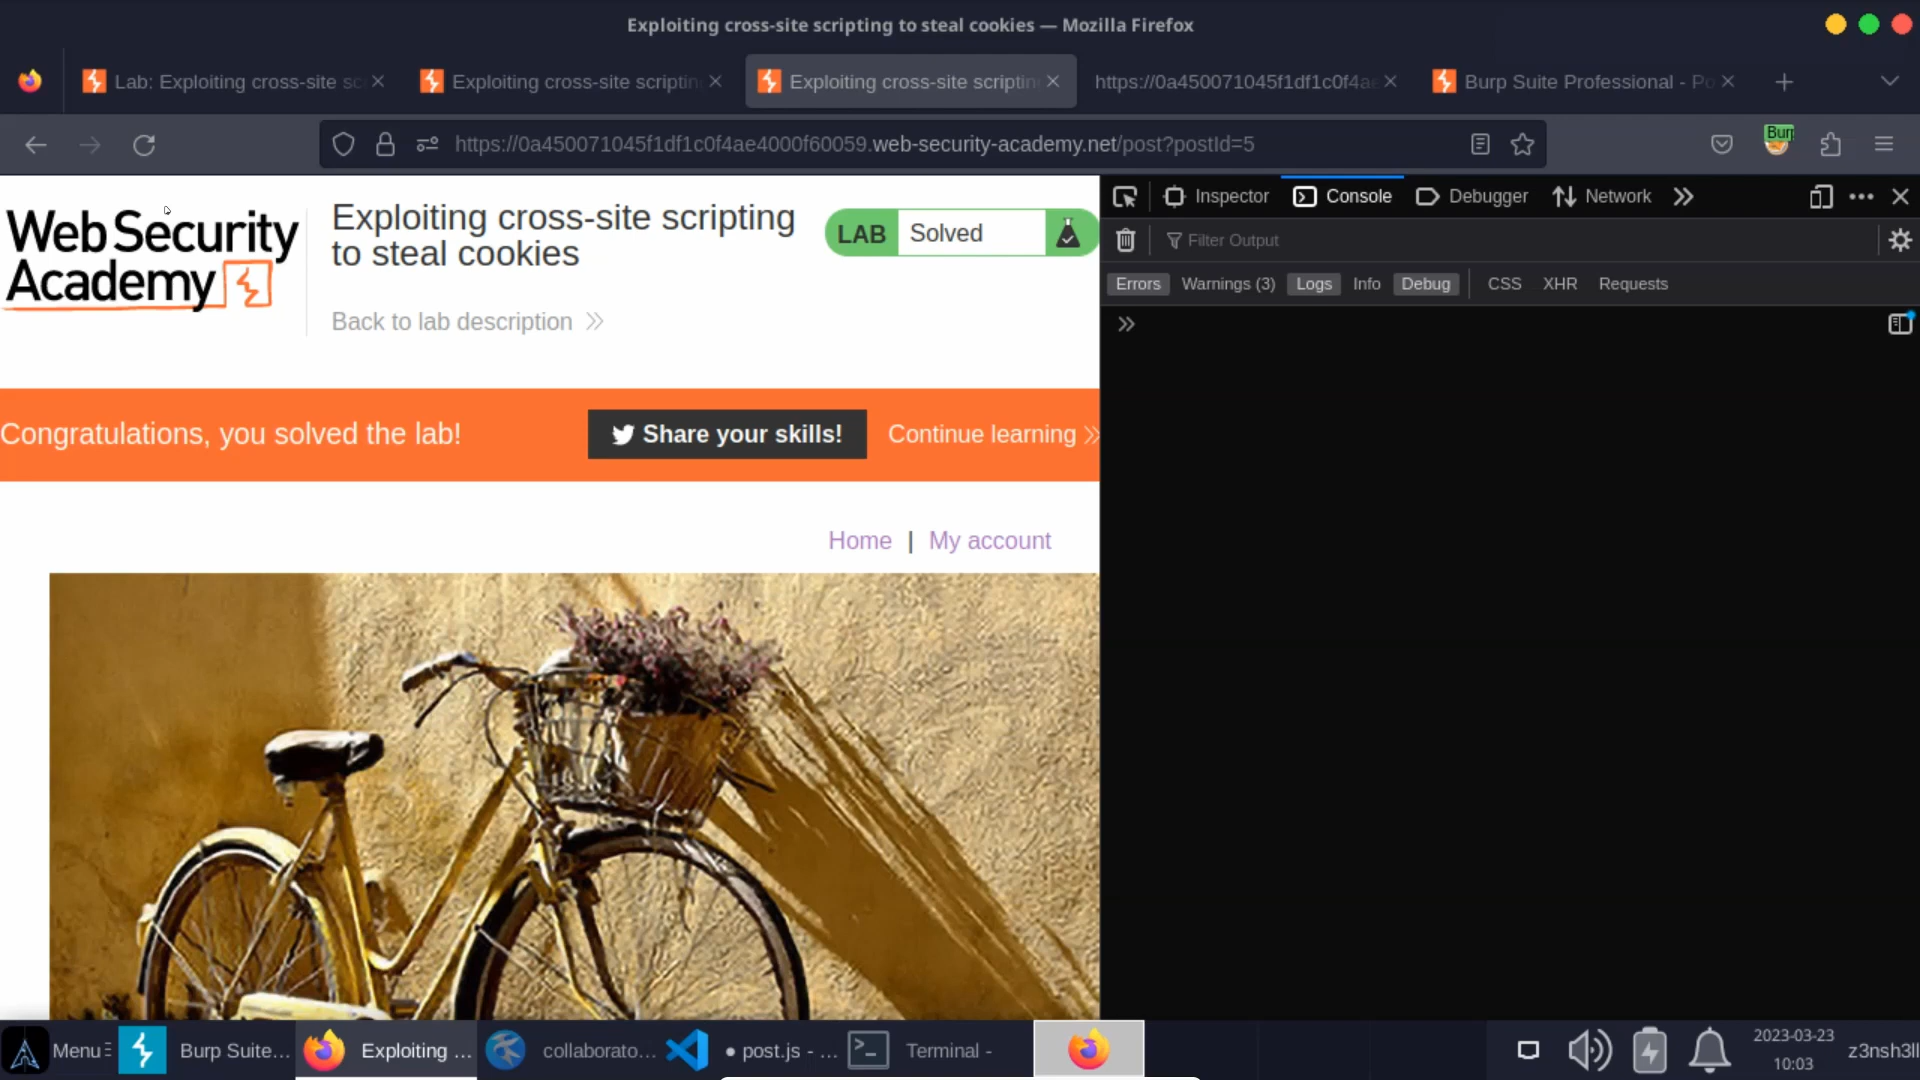 Exploiting cross-site scripting to steal cookies — Mozilla Firefox
Lab: Exploiting cross-site sc
Exploiting cross-site scriptin
Exploiting cross-site scriptin
https://0a450071045f1df1c0f4ae
Burp Suite Professional - Po
https://0a450071045f1df1c0f4ae4000f60059.web-security-academy.net/post?postId=5
Burp
Web Security
Academy
Exploiting cross-site scripting
to steal cookies
LAB Solved
Back to lab description
Congratulations, you solved the lab!
Share your skills!
Continue learning
Home | My account
Inspector
Console
Debugger
Network
Filter Output
Errors
Warnings (3)
Logs
Info
Debug
CSS
XHR
Requests
Menu
Burp Suite...
Exploiting ...
collaborato...
● post.js - ...
Terminal -
2023-03-23
10:03
z3nsh3ll